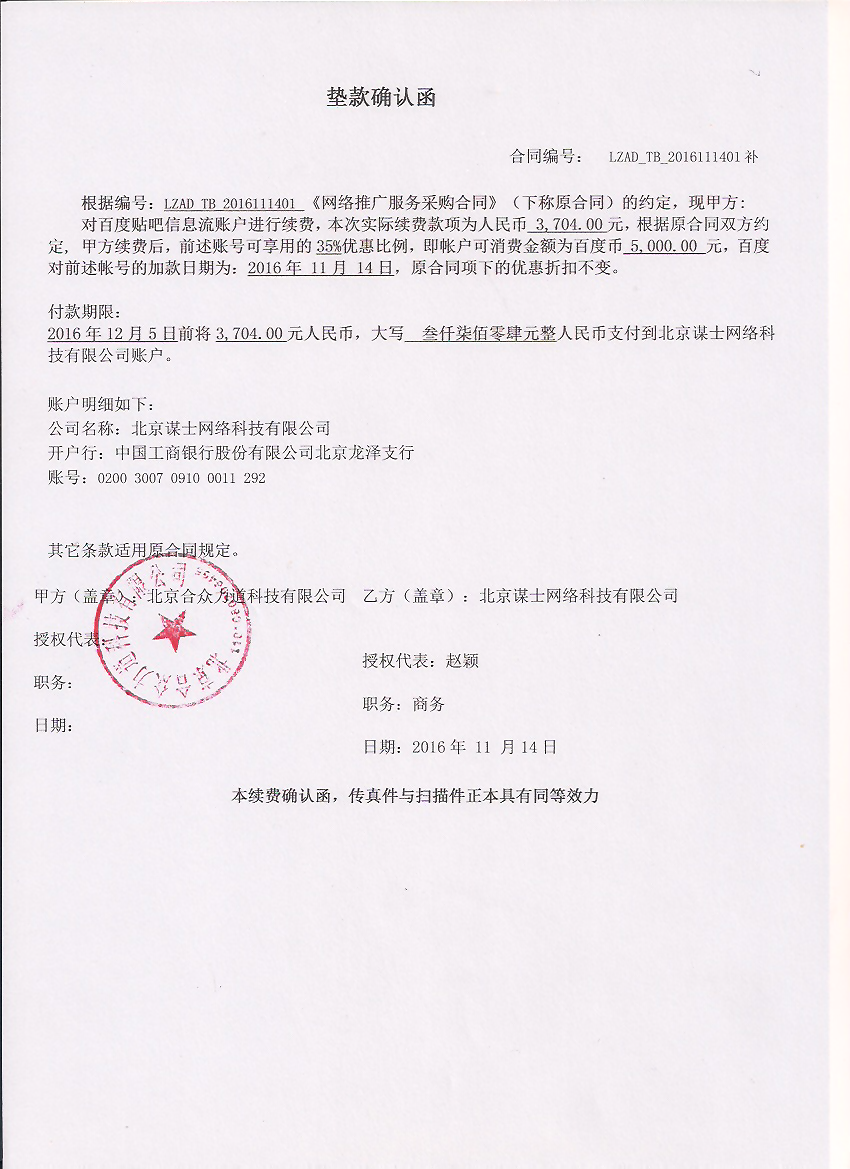 垫款确认函
合同编号： LZAD_TB_2016111401 补
根据编号：LZAD TB 2016111401 《网络推广服务采购合同》（下称原合同）的约定，现甲方：
对百度贴吧信息流账户进行续费，本次实际续费款项为人民币 3,704.00 元，根据原合同双方约
定，甲方续费后，前述账号可享用的 35%优惠比例，即帐户可消费金额为百度币 5,000.00 元，百度
对前述帐号的加款日期为：2016 年 11 月 14 日，原合同项下的优惠折扣不变。
付款期限：
2016 年 12 月 5 日前将 3,704.00 元人民币，大写 叁仟柒佰零肆元整人民币支付到北京谋士网络科
技有限公司账户。
账户明细如下：
公司名称：北京谋士网络科技有限公司
开户行：中国工商银行股份有限公司北京龙泽支行
账号：0200 3007 0910 0011 292
其它条款适用原合同规定。
甲方（盖章）：北京合众力道科技有限公司 乙方（盖章）：北京谋士网络科技有限公司
北京合众力道科技有限公司
授权代表：
授权代表：赵颖
职务：
职务：商务
日期：
日期：2016 年 11 月 14 日
本续费确认函，传真件与扫描件正本具有同等效力